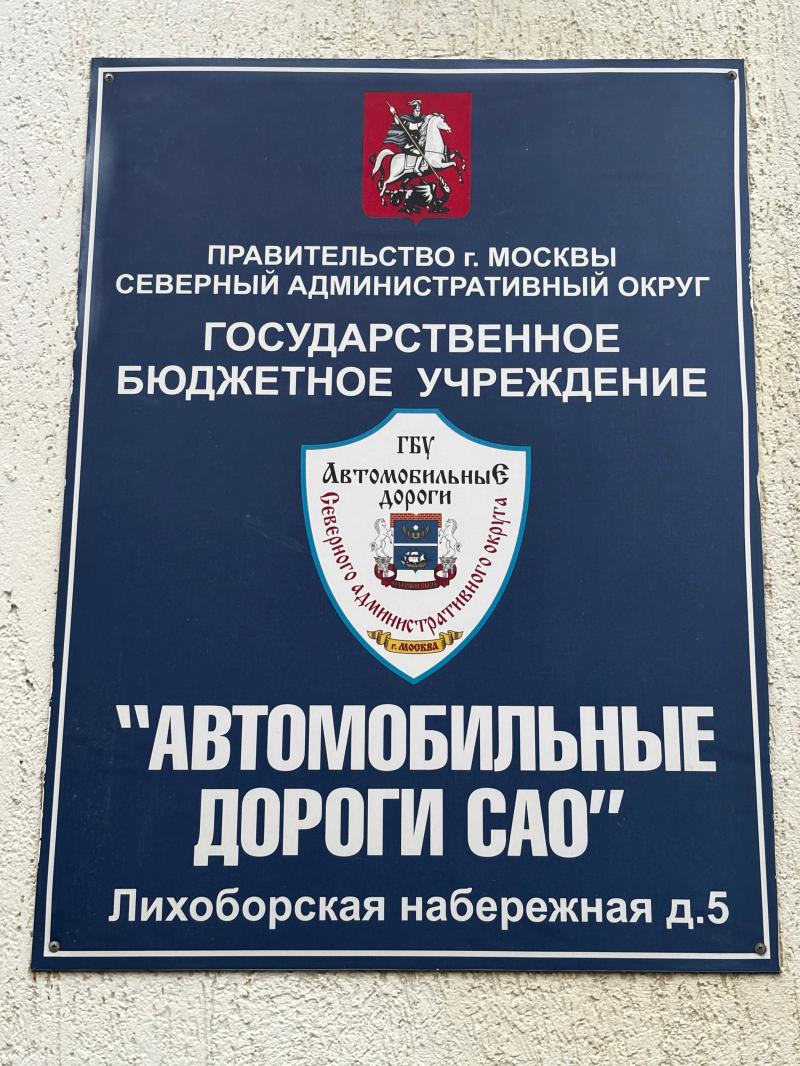 ПРАВИТЕЛЬСТВО г. МОСКВЫ
СЕВЕРНЫЙ АДМИНИСТРАТИВНЫЙ ОКРУГ
ГОСУДАРСТВЕННОЕ
БЮДЖЕТНОЕ УЧРЕЖДЕНИЕ
ГБУ
АвтомобильныЕ
дороги
Северного административного округа
г. Москва
"АВТОМОБИЛЬНЫЕ
ДОРОГИ САО"
Лихоборская набережная д.5